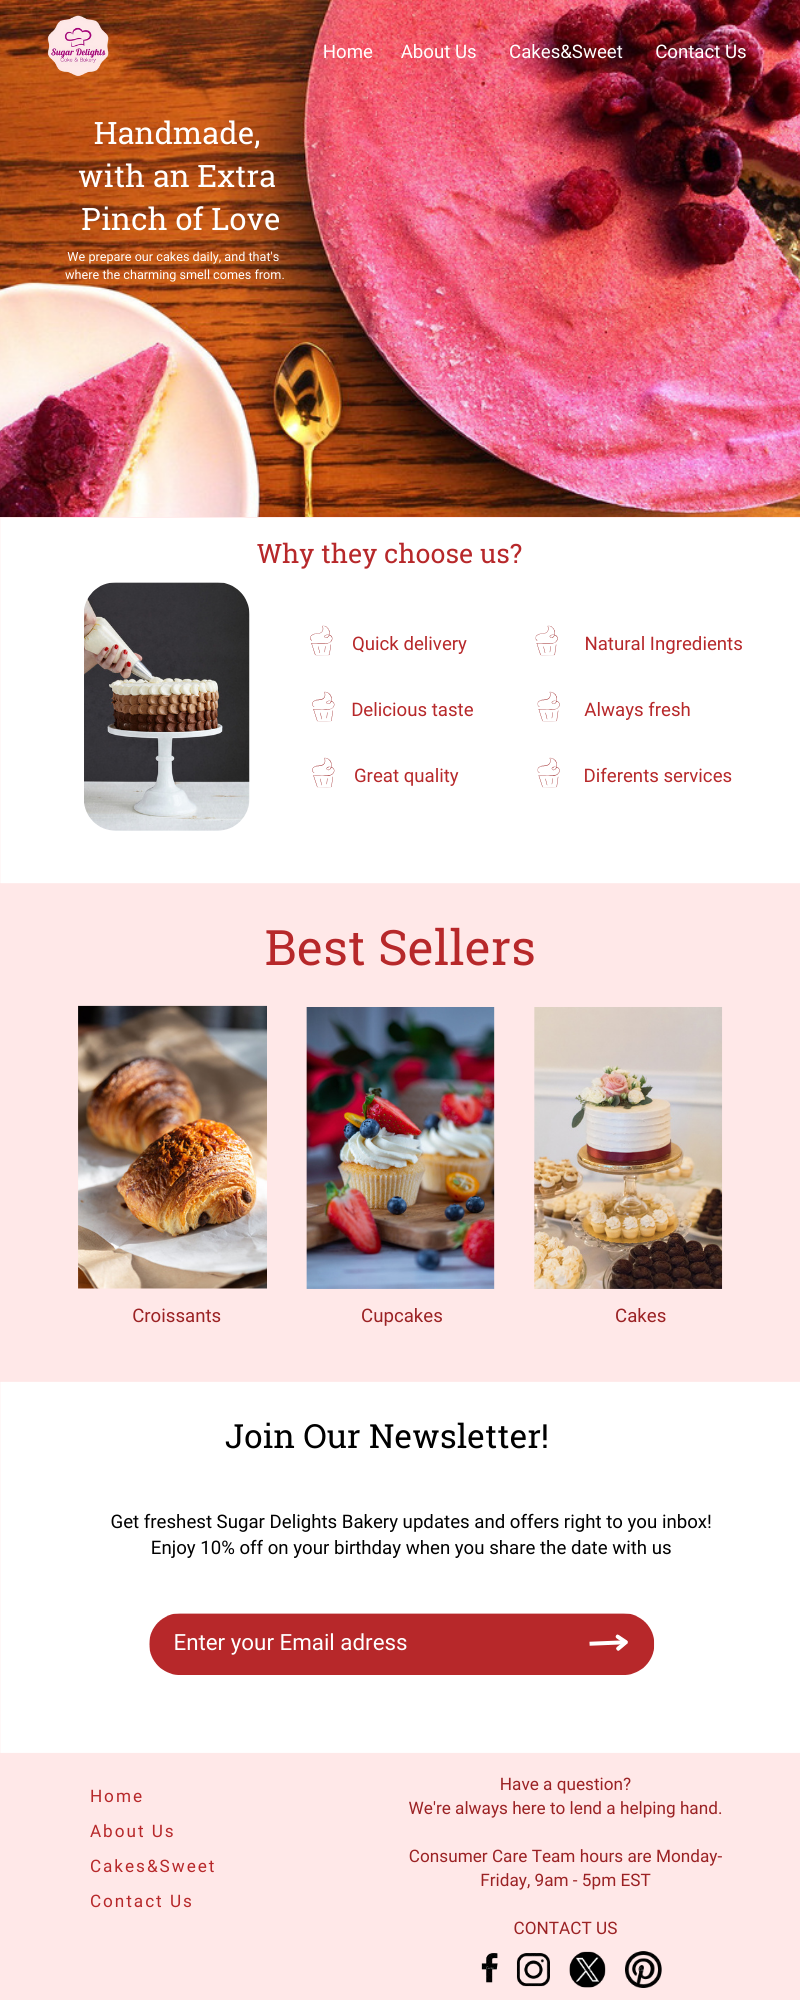 Sugar Delights
Cake & Bakery
Home About Us Cakes&Sweet Contact Us
Handmade,
with an Extra
Pinch of Love
We prepare our cakes daily, and that's
where the charming smell comes from.
Why they choose us?
Quick delivery Natural Ingredients
Delicious taste Always fresh
Great quality Diferents services
Best Sellers
Croissants Cupcakes Cakes
Join Our Newsletter!
Get freshest Sugar Delights Bakery updates and offers right to you inbox!
Enjoy 10% off on your birthday when you share the date with us
Enter your Email adress
Home
About Us
Cakes&Sweet
Contact Us
Have a question?
We're always here to lend a helping hand.
Consumer Care Team hours are Monday-
Friday, 9am - 5pm EST
CONTACT US